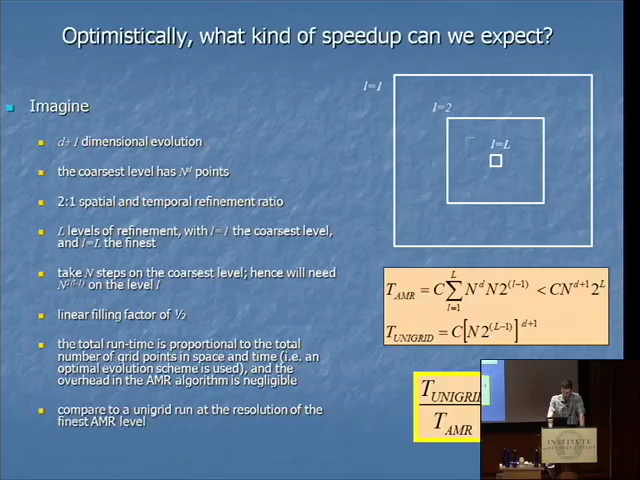 Optimistically, what kind of speedup can we expect?
Imagine
d+1 dimensional evolution
the coarsest level has N^d points
2:1 spatial and temporal refinement ratio
L levels of refinement, with l=1 the coarsest level,
and l=L the finest
take N steps on the coarsest level; hence will need
N^2(l-1) on the level l
linear filling factor of ½
the total run-time is proportional to the total
number of grid points in space and time (i.e. an
optimal evolution scheme is used), and the
overhead in the AMR algorithm is negligible
compare to a unigrid run at the resolution of the
finest AMR level
l=1
l=2
...
l=L
T_AMR = C∑_{l=1}^{L} N^d N2^(l-1) < CN^{d+1} 2^L
T_UNIGRID = C[N2^(L-1)]^{d+1}
T_UNIGRID / T_AMR
INSTITUTE